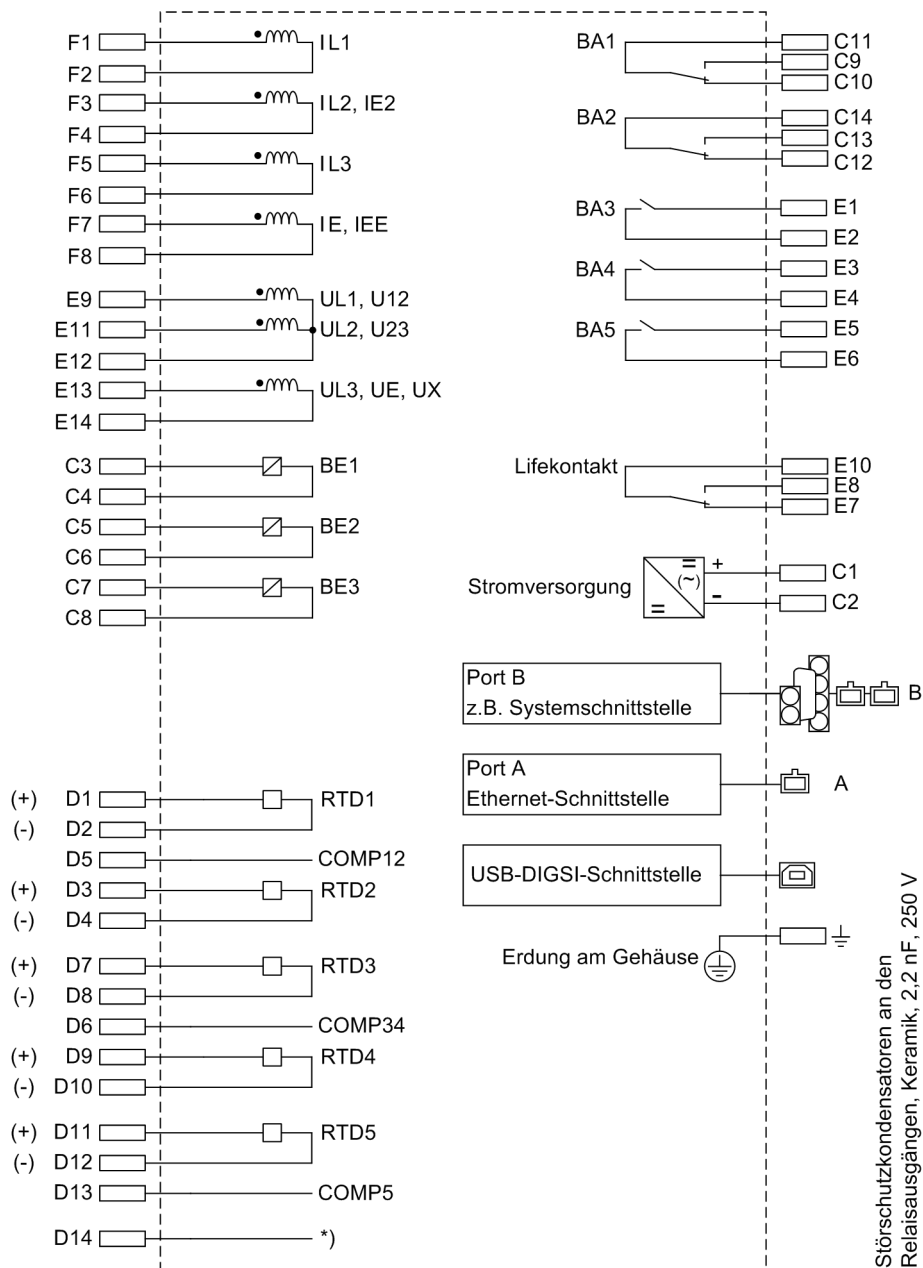 F1 IL1
F2
F3 IL2, IE2
F4
F5 IL3
F6
F7 IE, IEE
F8
E9 UL1, U12
E11 UL2, U23
E12
E13 UL3, UE, UX
E14
C3 BE1
C4
C5 BE2
C6
C7 BE3
C8
(+) D1 RTD1
(-) D2
D5 COMP12
(+) D3 RTD2
(-) D4
(+) D7 RTD3
(-) D8
D6 COMP34
(+) D9 RTD4
(-) D10
(+) D11 RTD5
(-) D12
D13 COMP5
D14 *)
BA1 C11
C9
C10
BA2 C14
C13
C12
BA3 E1
E2
BA4 E3
E4
BA5 E5
E6
Lifekontakt E10
E8
E7
Stromversorgung = (~) = + C1
- C2
Port B
z.B. Systemschnittstelle
B
Port A
Ethernet-Schnittstelle
A
USB-DIGSI-Schnittstelle
Erdung am Gehäuse
Störschutzkondensatoren an den
Relaisausgängen, Keramik, 2,2 nF, 250 V